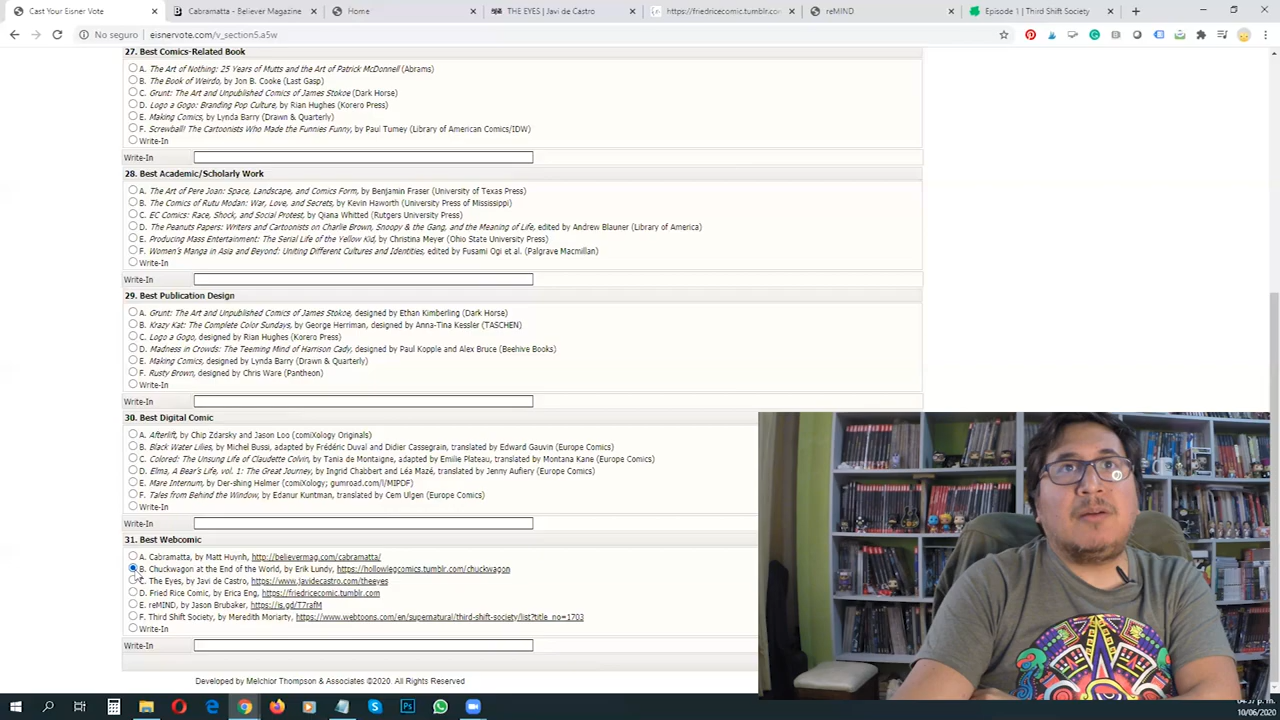 Cast Your Eisner Vote
Cabramatta - Believer Magazine
Home
THE EYES | Javi de Castro
https://friedricecomic.tumblr.com
reMIND
Episode 1 | Third Shift Society
No seguro
eisnervote.com/v_section5.a5w
27. Best Comics-Related Book
A. The Art of Nothing: 25 Years of Mutts and the Art of Patrick McDonnell (Abrams)
B. The Book of Weirdo, by Jon B. Cooke (Last Gasp)
C. Grunt: The Art and Unpublished Comics of James Stokoe (Dark Horse)
D. Logo a Gogo: Branding Pop Culture, by Rian Hughes (Korero Press)
E. Making Comics, by Lynda Barry (Drawn & Quarterly)
F. Screwball! The Cartoonists Who Made the Funnies Funny, by Paul Tumey (Library of American Comics/IDW)
Write-In
Write-In
28. Best Academic/Scholarly Work
A. The Art of Pere Joan: Space, Landscape, and Comics Form, by Benjamin Fraser (University of Texas Press)
B. The Comics of Rutu Modan: War, Love, and Secrets, by Kevin Haworth (University Press of Mississippi)
C. EC Comics: Race, Shock, and Social Protest, by Qiana Whitted (Rutgers University Press)
D. The Peanuts Papers: Writers and Cartoonists on Charlie Brown, Snoopy & the Gang, and the Meaning of Life, edited by Andrew Blauner (Library of America)
E. Producing Mass Entertainment: The Serial Life of the Yellow Kid, by Christina Meyer (Ohio State University Press)
F. Women's Manga in Asia and Beyond: Uniting Different Cultures and Identities, edited by Fusami Ogi et al. (Palgrave Macmillan)
Write-In
Write-In
29. Best Publication Design
A. Grunt: The Art and Unpublished Comics of James Stokoe, designed by Ethan Kimberling (Dark Horse)
B. Krazy Kat: The Complete Color Sundays, by George Herriman, designed by Anna-Tina Kessler (TASCHEN)
C. Logo a Gogo, designed by Rian Hughes (Korero Press)
D. Madness in Crowds: The Teeming Mind of Harrison Cady, designed by Paul Kopple and Alex Bruce (Beehive Books)
E. Making Comics, designed by Lynda Barry (Drawn & Quarterly)
F. Rusty Brown, designed by Chris Ware (Pantheon)
Write-In
Write-In
30. Best Digital Comic
A. Afterlift, by Chip Zdarsky and Jason Loo (comiXology Originals)
B. Black Water Lilies, by Michel Bussi, adapted by Frédéric Duval and Didier Cassegrain, translated by Edward Gauvin (Europe Comics)
C. Colored: The Unsung Life of Claudette Colvin, by Tania de Montaigne, adapted by Emilie Plateau, translated by Montana Kane (Europe Comics)
D. Elma, A Bear's Life, vol. 1: The Great Journey, by Ingrid Chabbert and Léa Mazé, translated by Jenny Aufiery (Europe Comics)
E. Mare Internum, by Der-shing Helmer (comiXology; gumroad.com/l/MIPDF)
F. Tales from Behind the Window, by Edanur Kuntman, translated by Cem Ulgen (Europe Comics)
Write-In
Write-In
31. Best Webcomic
A. Cabramatta, by Matt Huynh, http://believermag.com/cabramatta/
B. Chuckwagon at the End of the World, by Erik Lundy, https://hollowlegcomics.tumblr.com/chuckwagon
C. The Eyes, by Javi de Castro, https://www.javidecastro.com/theeyes
D. Fried Rice Comic, by Erica Eng, https://friedricecomic.tumblr.com
E. reMIND, by Jason Brubaker, https://is.gd/T7rafM
F. Third Shift Society, by Meredith Moriarty, https://www.webtoons.com/en/supernatural/third-shift-society/list?title_no=1703
Write-In
Write-In
Developed by Melchior Thompson & Associates ©2020. All Rights Reserved
04:37 p. m.
10/06/2020